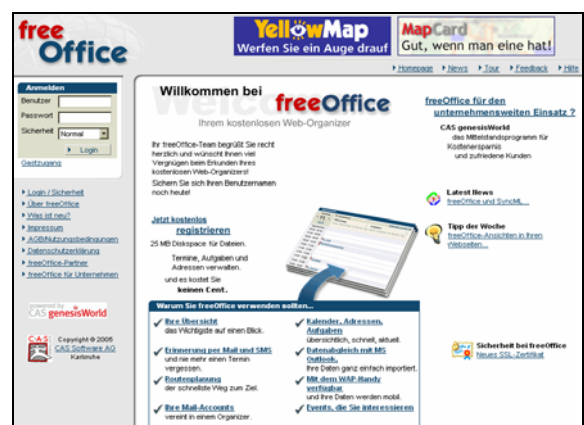 free
Office
YellowMap
Werfen Sie ein Auge drauf
MapCard
Gut, wenn man eine hat!
Homepage News Tour Feedback Hilfe
Anmelden
Benutzer
Passwort
Sicherheit Normal
Login
Gastzugang
Login / Sicherheit
Über freeOffice
Was ist neu?
Impressum
AGB/Nutzungsbedingungen
Datenschutzerklärung
freeOffice-Partner
freeOffice für Unternehmen
powered by
CAS genesisWorld
CAS
Copyright © 2005
CAS Software AG
Karlsruhe
Welcome
Willkommen bei
freeOffice
Ihrem kostenlosen Web-Organizer
Ihr freeOffice-Team begrüßt Sie recht
herzlich und wünscht Ihnen viel
Vergnügen beim Erkunden Ihres
kostenlosen Web-Organizers!
Sichern Sie sich Ihren Benutzernamen
noch heute!
Jetzt kostenlos
registrieren
25 MB Diskspace für Dateien.
Termine, Aufgaben und
Adressen verwalten.
und es kostet Sie
keinen Cent.
Warum Sie freeOffice verwenden sollten...
Ihre Übersicht
das Wichtigste auf einen Blick.
Erinnerung per Mail und SMS
und nie mehr einen Termin
vergessen.
Routenplanung
der schnellste Weg zum Ziel.
Ihre Mail-Accounts
vereint in einem Organizer.
Kalender, Adressen,
Aufgaben
übersichtlich, schnell, aktuell.
Datenabgleich mit MS
Outlook,
Ihre Daten ganz einfach importiert.
Mit dem WAP-Handy
verfügbar
und Ihre Daten werden mobil.
Events, die Sie interessieren
freeOffice für den
unternehmensweiten Einsatz ?
CAS genesisWorld
das Mittelstandsprogramm für
Kostenersparnis
und zufriedene Kunden
Latest News
freeOffice und SyncML...
Tipp der Woche
freeOffice-Ansichten in Ihren
Webseiten...
Sicherheit bei freeOffice
Neues SSL-Zertifikat